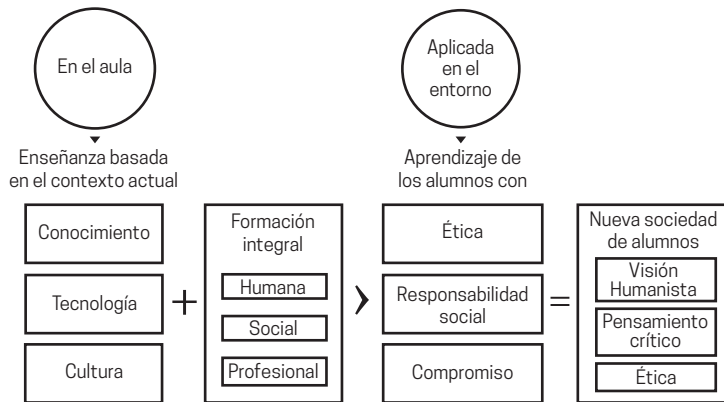 En el aula
Aplicada
en el
entorno
Enseñanza basada
en el contexto actual
Aprendizaje de
los alumnos con
Conocimiento
Tecnología
Cultura
+
Formación
integral
Humana
Social
Profesional
>
Ética
Responsabilidad
social
Compromiso
=
Nueva sociedad
de alumnos
Visión
Humanista
Pensamiento
crítico
Ética